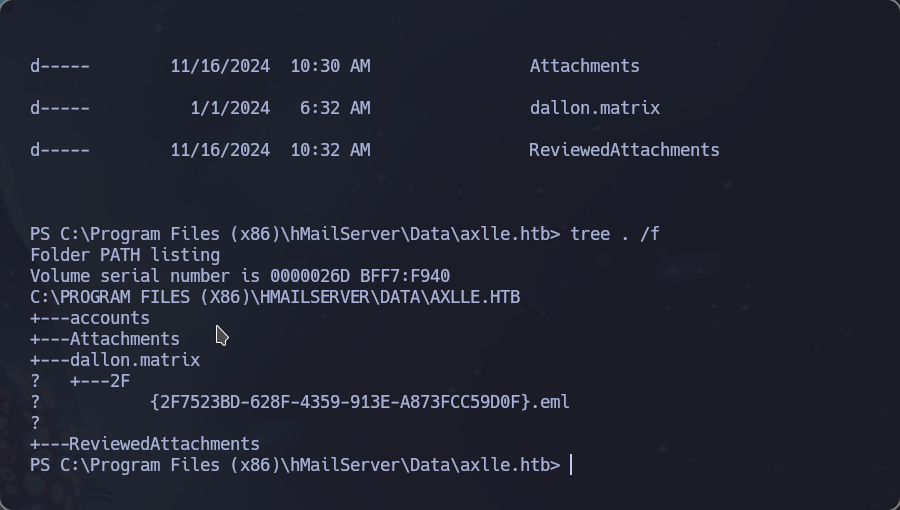 d-----        11/16/2024  10:30 AM                Attachments
d-----          1/1/2024   6:32 AM                dallon.matrix
d-----        11/16/2024  10:32 AM                ReviewedAttachments
PS C:\Program Files (x86)\hMailServer\Data\axlle.htb> tree . /f
Folder PATH listing
Volume serial number is 0000026D BFF7:F940
C:\PROGRAM FILES (X86)\HMAILSERVER\DATA\AXLLE.HTB
+---accounts
+---Attachments
+---dallon.matrix
?   +---2F
?           {2F7523BD-628F-4359-913E-A873FCC59D0F}.eml
?
+---ReviewedAttachments
PS C:\Program Files (x86)\hMailServer\Data\axlle.htb>